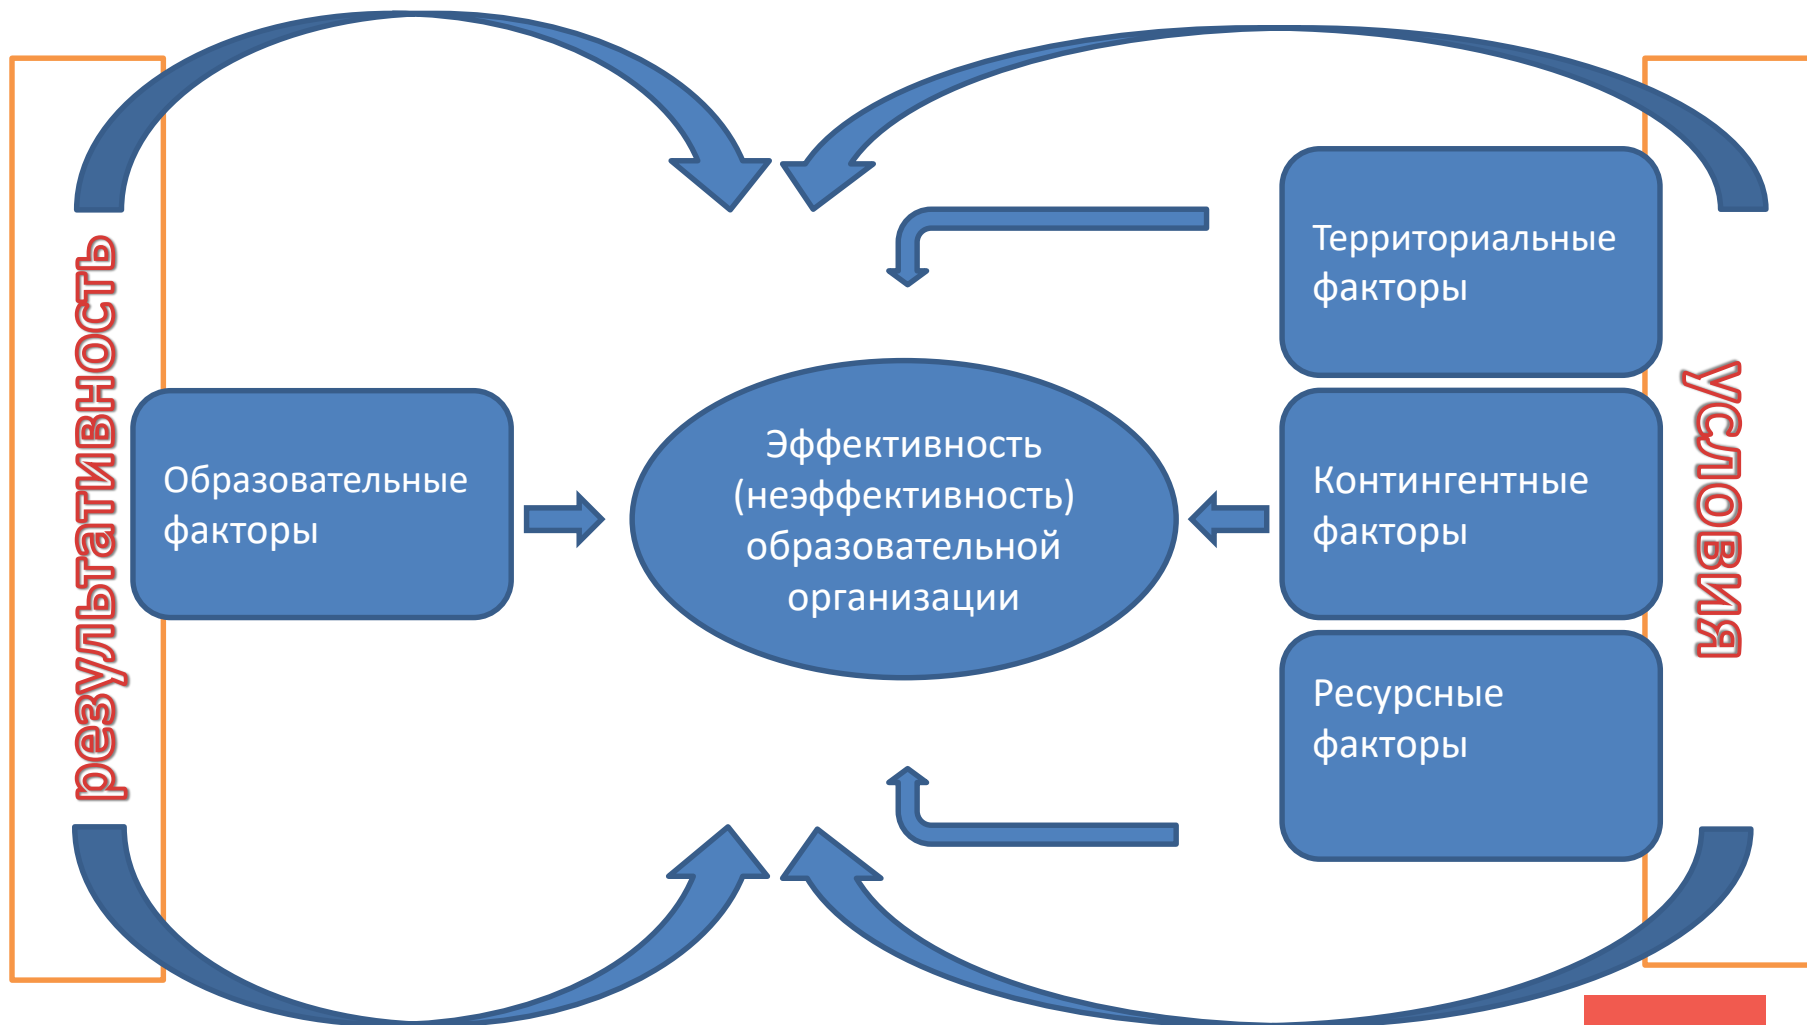 результативность
Образовательные
факторы
Эффективность
(неэффективность)
образовательной
организации
Территориальные
факторы
Контингентные
факторы
Ресурсные
факторы
условия